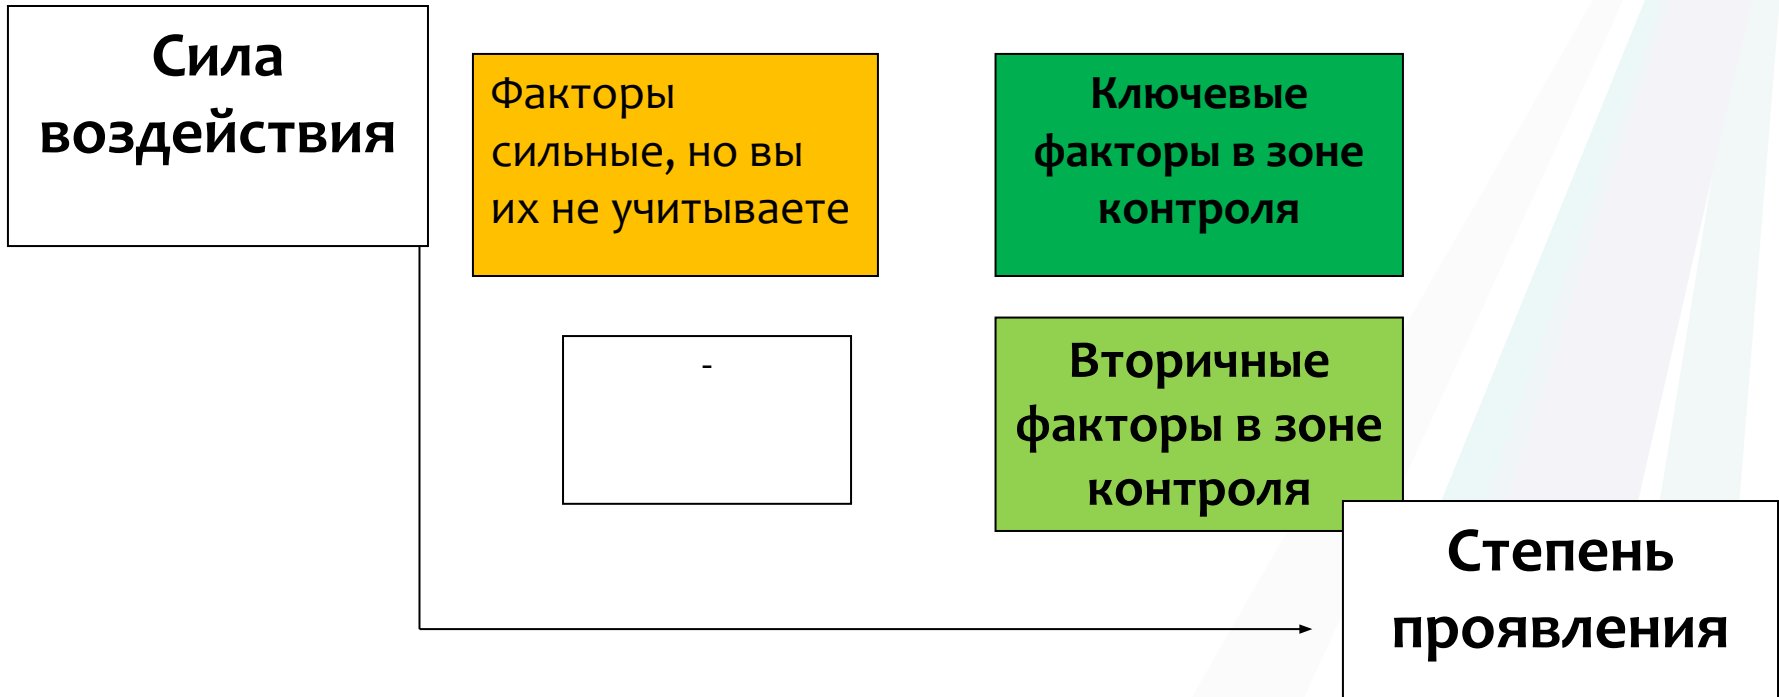 Сила
воздействия
Факторы
сильные, но вы
их не учитываете
Ключевые
факторы в зоне
контроля
-
Вторичные
факторы в зоне
контроля
Степень
проявления